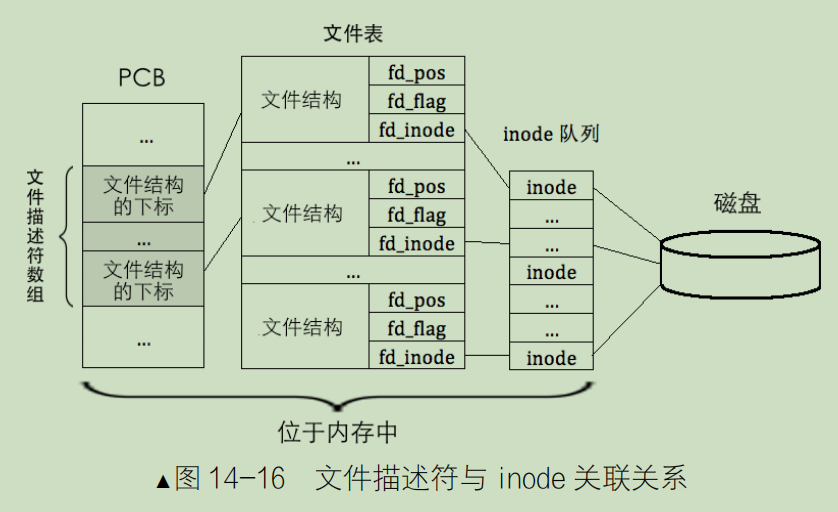 文件表
PCB
...
文件结构
的下标
...
文件结构
的下标
...
文件描述符数组
文件结构
fd_pos
fd_flag
fd_inode
...
文件结构
fd_pos
fd_flag
fd_inode
...
文件结构
fd_pos
fd_flag
fd_inode
inode 队列
inode
...
...
inode
...
...
inode
磁盘
位于内存中
▲图 14-16 文件描述符与 inode 关联关系